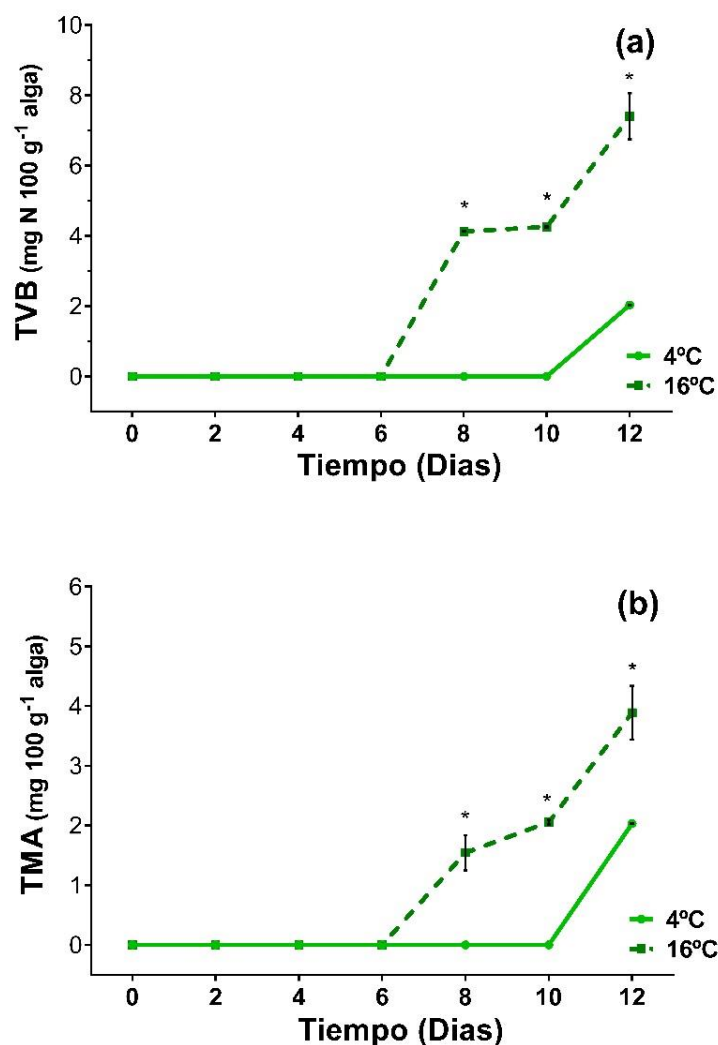 (a)
10
8
6
4
2
0
TVB (mg N 100 g⁻¹ alga)
* * *
4ºC
16ºC
0 2 4 6 8 10 12
Tiempo (Dias)
(b)
6
5
4
3
2
1
0
TMA (mg 100 g⁻¹ alga)
* * *
4ºC
16ºC
0 2 4 6 8 10 12
Tiempo (Dias)